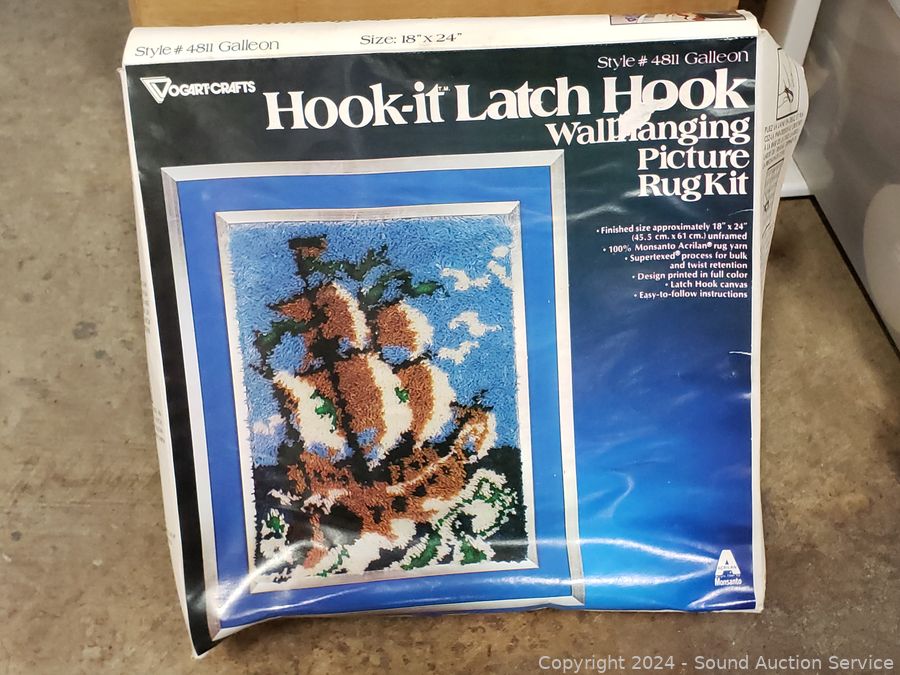 Style # 4811 Galleon
Size: 18" x 24"
Style # 4811 Galleon
VOGART-CRAFTS
Hook-it T.M. Latch Hook
Wallhanging
Picture
Rug Kit
• Finished size approximately 18" x 24"
(45.5 cm. x 61 cm.) unframed
• 100% Monsanto Acrilan® rug yarn
• Supertexed® process for bulk
and twist retention
• Design printed in full color
• Latch Hook canvas
• Easy-to-follow instructions
A
ACRILAN
Monsanto
Copyright © 2024 - Sound Auction Service